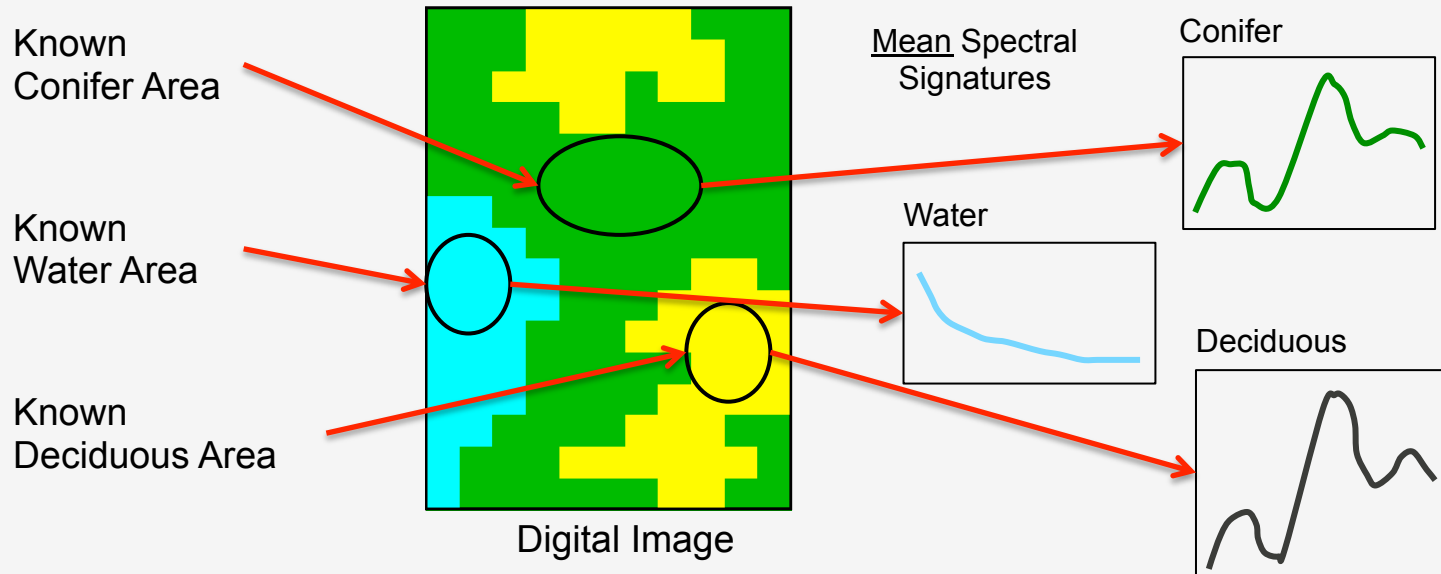 Known
Conifer Area
Known
Water Area
Known
Deciduous Area
Digital Image
Mean Spectral
Signatures
Conifer
Water
Deciduous